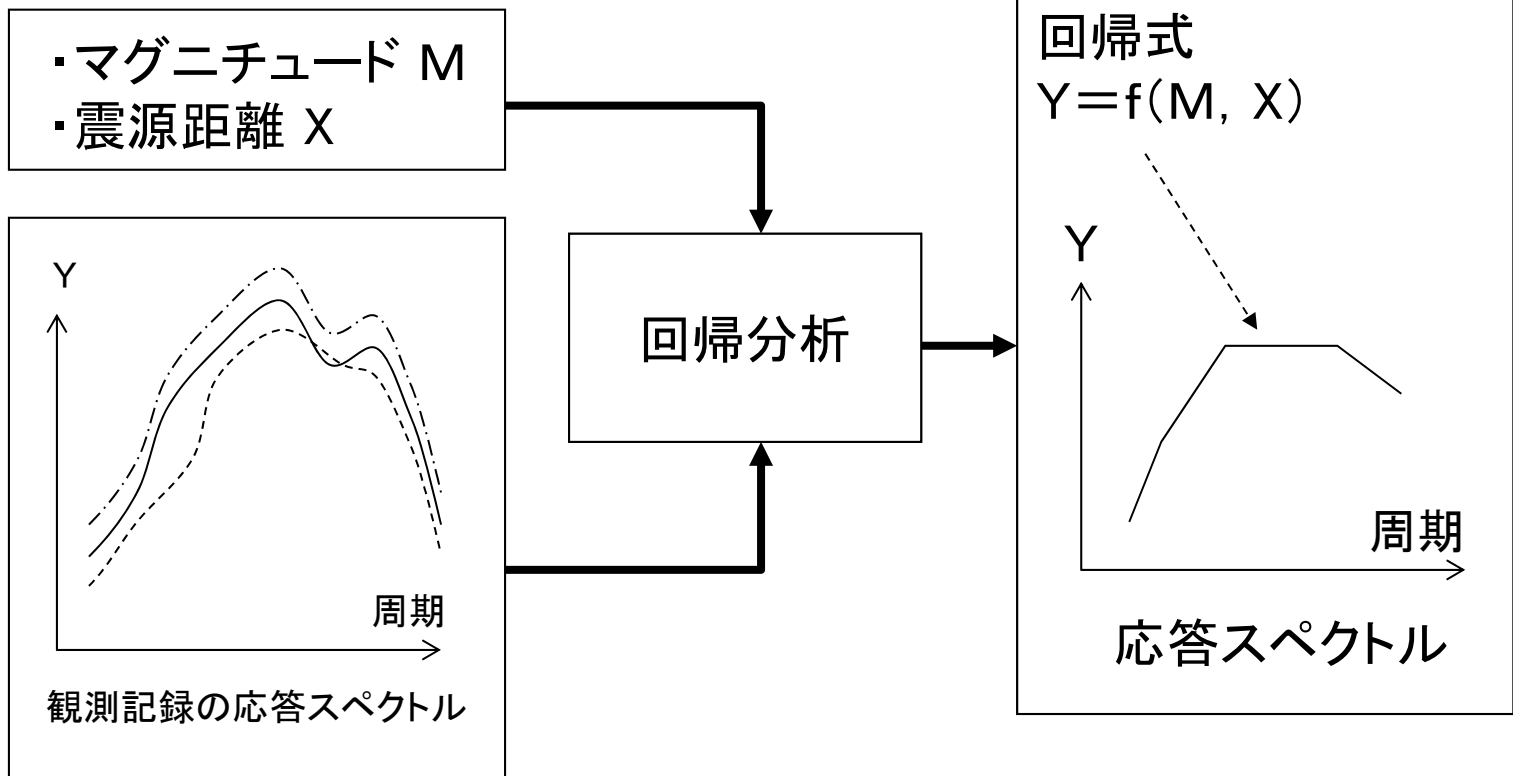 ・マグニチュード M
・震源距離 X
Y
周期
観測記録の応答スペクトル
回帰分析
回帰式
Y=f(M, X)
Y
周期
応答スペクトル